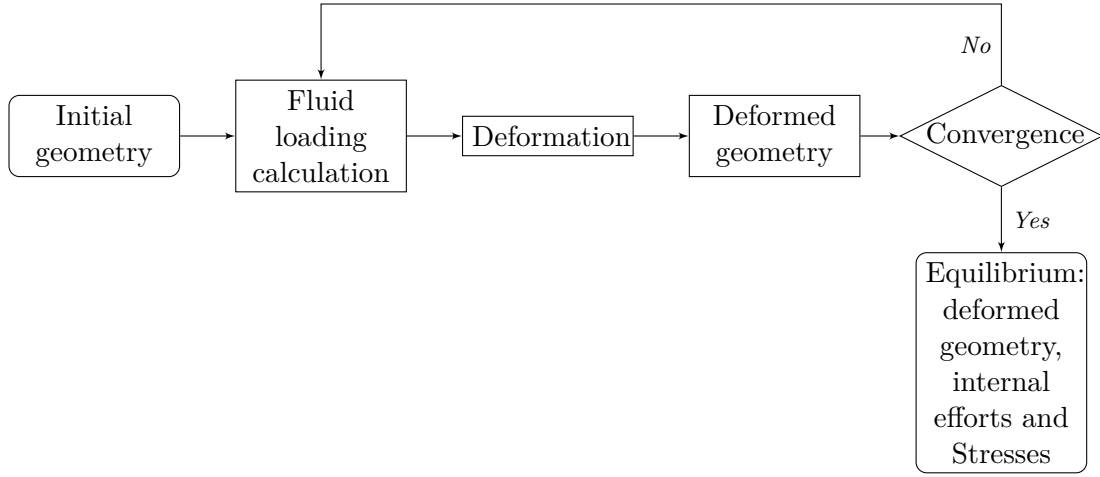 No
Initial
geometry
Fluid
loading
calculation
Deformation
Deformed
geometry
Convergence
Yes
Equilibrium:
deformed
geometry,
internal
efforts and
Stresses